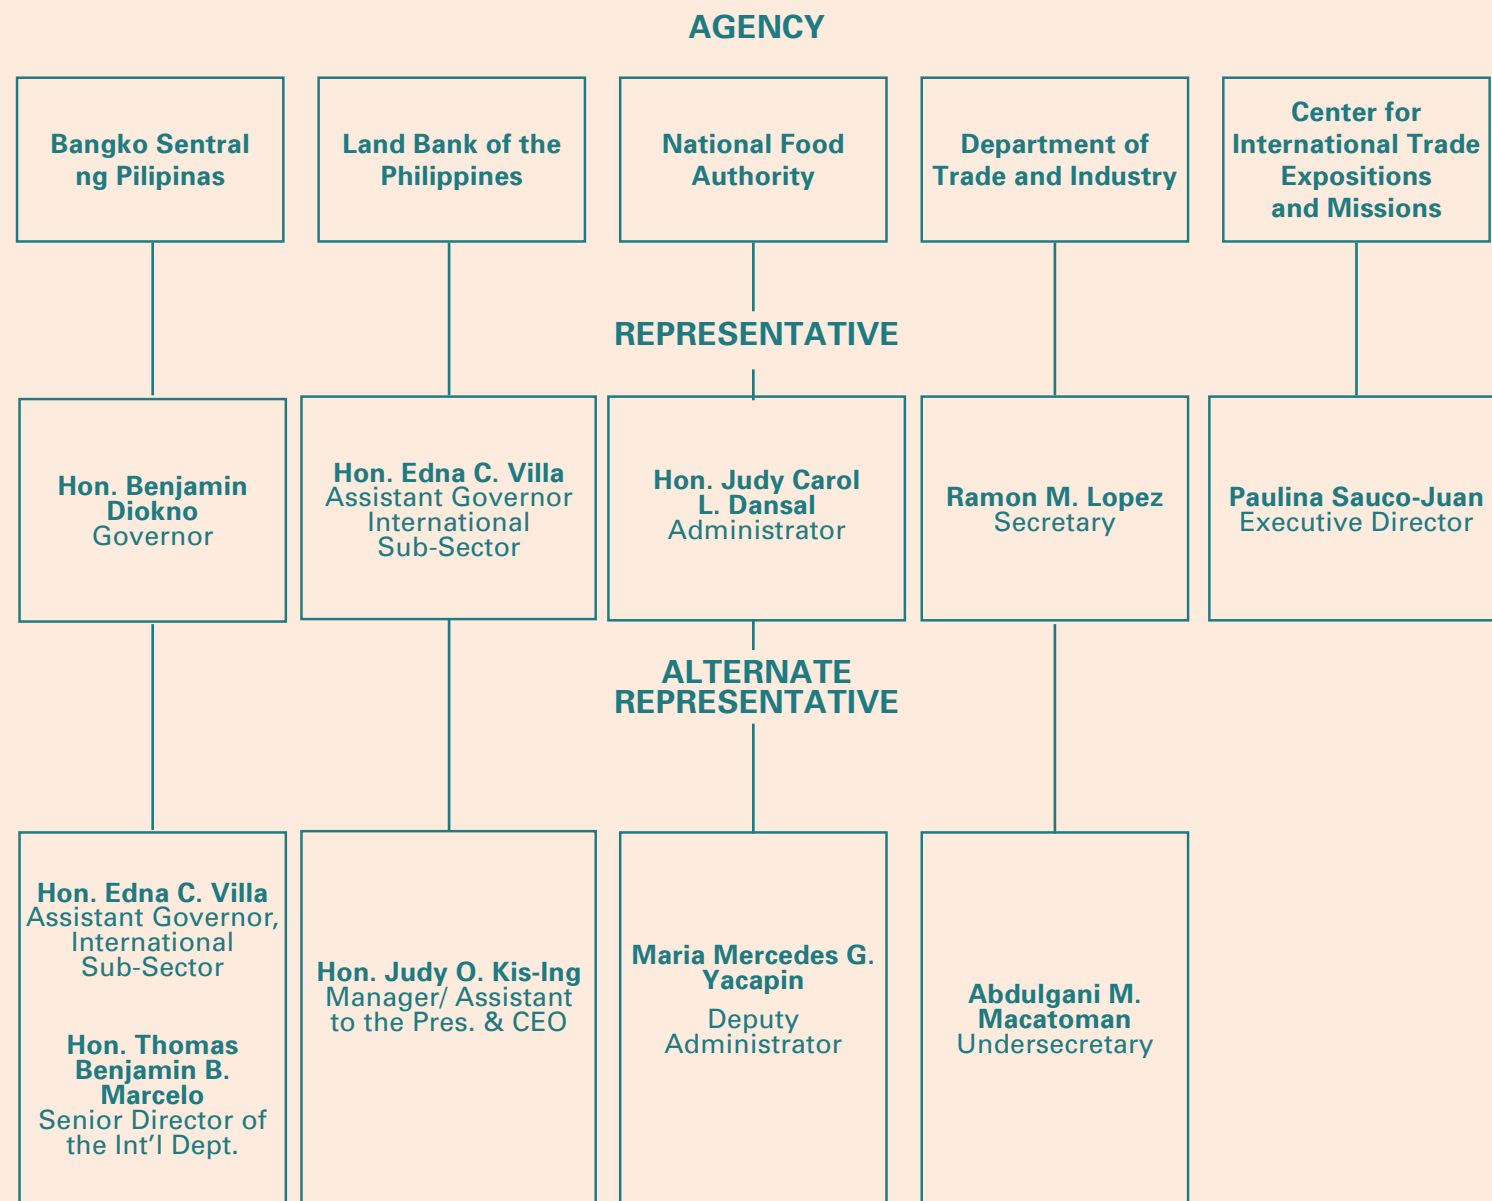 AGENCY
Bangko Sentral
ng Pilipinas
Land Bank of the
Philippines
National Food
Authority
Department of
Trade and Industry
Center for
International Trade
Expositions
and Missions
REPRESENTATIVE
Hon. Benjamin
Diokno
Governor
Hon. Edna C. Villa
Assistant Governor
International
Sub-Sector
Hon. Judy Carol
L. Dansal
Administrator
Ramon M. Lopez
Secretary
Paulina Sauco-Juan
Executive Director
ALTERNATE
REPRESENTATIVE
Hon. Edna C. Villa
Assistant Governor,
International
Sub-Sector
Hon. Thomas
Benjamin B.
Marcelo
Senior Director of
the Int'l Dept.
Hon. Judy O. Kis-Ing
Manager/ Assistant
to the Pres. & CEO
Maria Mercedes G.
Yacapin
Deputy
Administrator
Abdulgani M.
Macatoman
Undersecretary